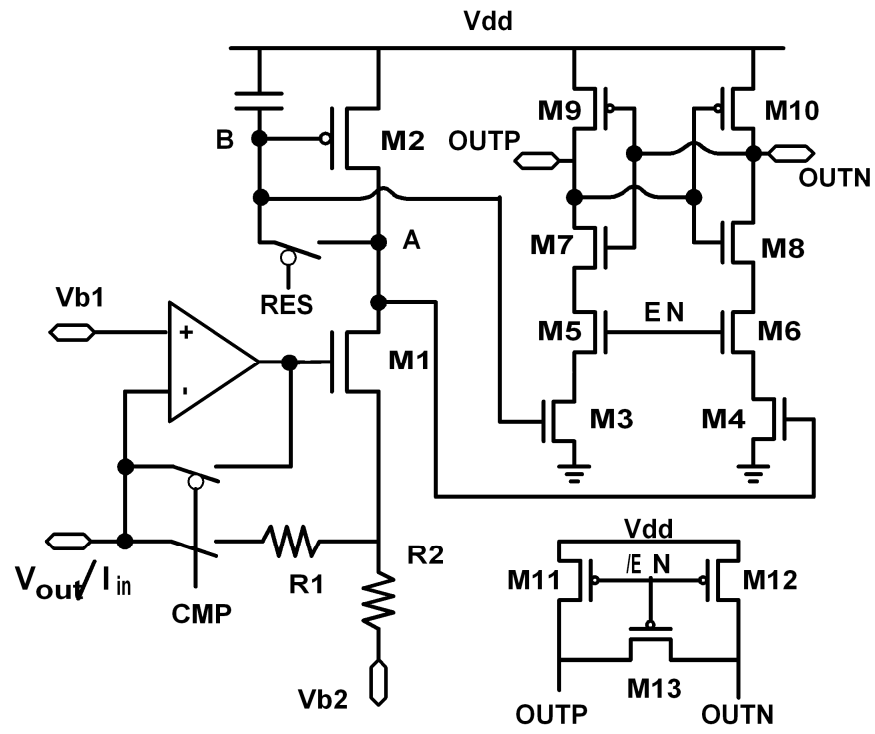 Vdd
M9
M10
B
M2
OUTP
OUTN
A
M7
M8
RES
Vb1
EN
M5
M6
+
M1
-
M3
M4
Vdd
R2
/E N
M11
M12
R1
Vout/Iin
CMP
M13
Vb2
OUTP
OUTN